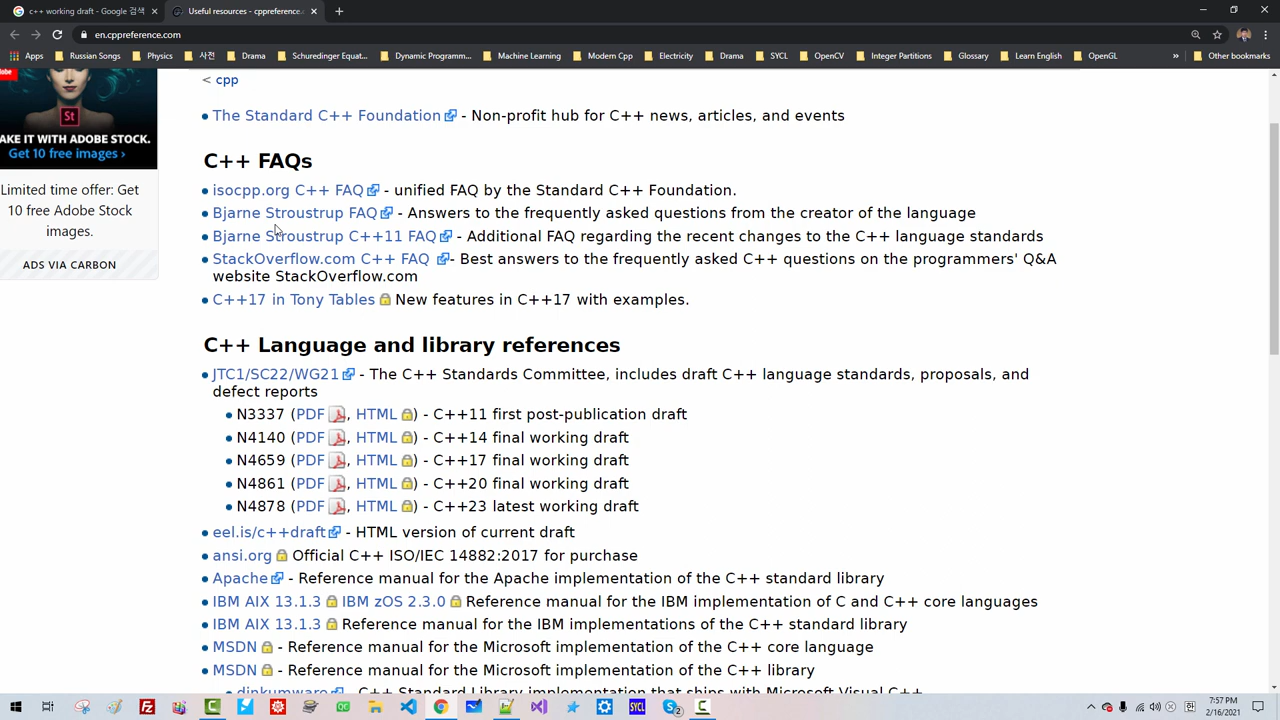 c++ working draft - Google 검색
Useful resources - cppreference.
en.cppreference.com
Apps
Russian Songs
Physics
사전
Drama
Schuredinger Equat...
Dynamic Programm...
Machine Learning
Modern Cpp
Electricity
Drama
SYCL
OpenCV
Integer Partitions
Glossary
Learn English
OpenGL
»
Other bookmarks
Adobe
St
AKE IT WITH ADOBE STOCK.
Get 10 free images ›
Limited time offer: Get
10 free Adobe Stock
images.
ADS VIA CARBON
< cpp
The Standard C++ Foundation - Non-profit hub for C++ news, articles, and events
C++ FAQs
isocpp.org C++ FAQ - unified FAQ by the Standard C++ Foundation.
Bjarne Stroustrup FAQ - Answers to the frequently asked questions from the creator of the language
Bjarne Stroustrup C++11 FAQ - Additional FAQ regarding the recent changes to the C++ language standards
StackOverflow.com C++ FAQ - Best answers to the frequently asked C++ questions on the programmers' Q&A
website StackOverflow.com
C++17 in Tony Tables New features in C++17 with examples.
C++ Language and library references
JTC1/SC22/WG21 - The C++ Standards Committee, includes draft C++ language standards, proposals, and
defect reports
N3337 (PDF, HTML) - C++11 first post-publication draft
N4140 (PDF, HTML) - C++14 final working draft
N4659 (PDF, HTML) - C++17 final working draft
N4861 (PDF, HTML) - C++20 final working draft
N4878 (PDF, HTML) - C++23 latest working draft
eel.is/c++draft - HTML version of current draft
ansi.org Official C++ ISO/IEC 14882:2017 for purchase
Apache - Reference manual for the Apache implementation of the C++ standard library
IBM AIX 13.1.3 IBM zOS 2.3.0 Reference manual for the IBM implementation of C and C++ core languages
IBM AIX 13.1.3 Reference manual for the IBM implementations of the C++ standard library
MSDN - Reference manual for the Microsoft implementation of the C++ core language
MSDN - Reference manual for the Microsoft implementation of the C++ library
dinkumware - C++ Standard Library implementation that ships with Microsoft Visual C++
7:57 PM
2/16/2021